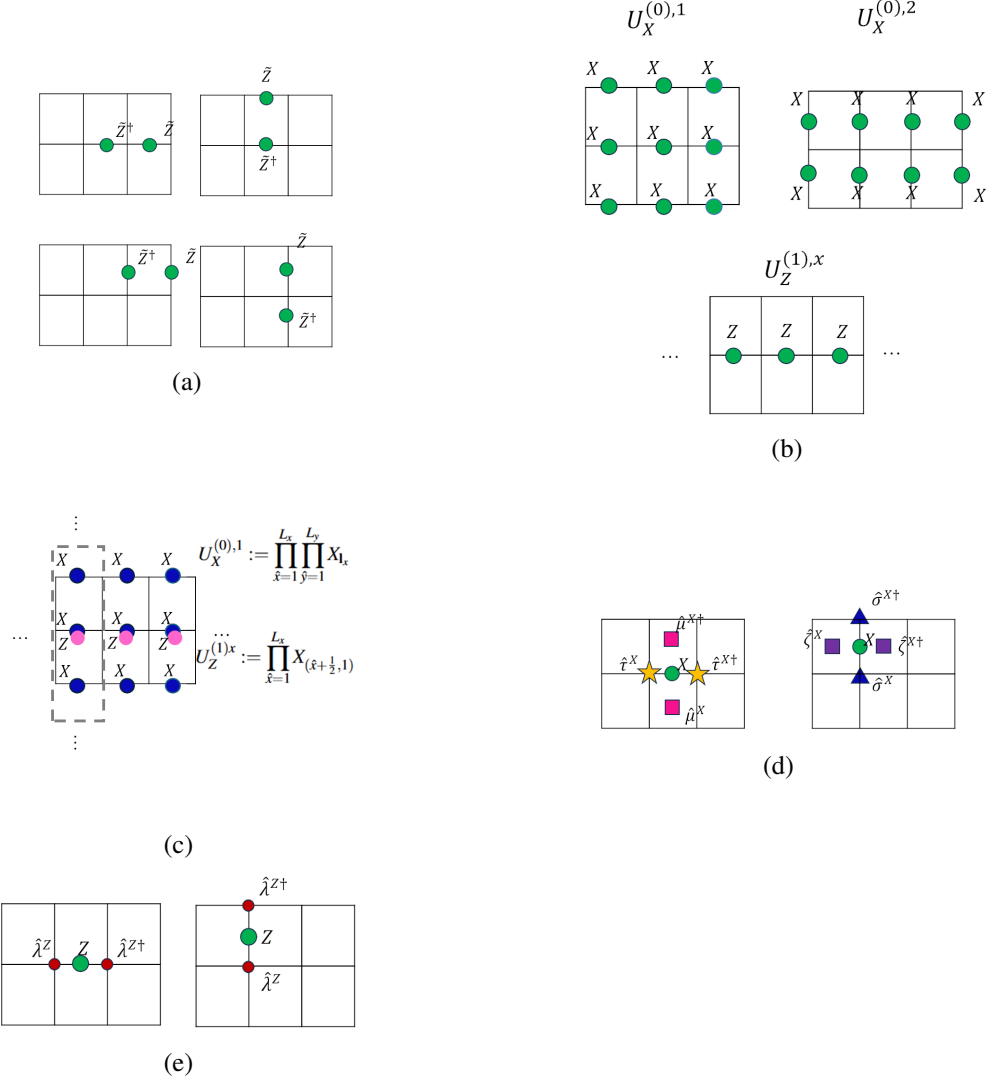 U_X^{(0),1}
U_X^{(0),2}
Z̃
Z̃† Z̃
Z̃†
X X X
X X X
X X X
X X X X
X X X X
Z̃† Z̃
Z̃
Z̃†
(a)
U_Z^{(1),x}
Z Z Z
... ...
(b)
⋮
X X X
U_X^{(0),1} := ∏_{x̂=1}^{L_x} ∏_{ŷ=1}^{L_y} X_{l_x}
X X X
... ...
Z Z Z
U_Z^{(1)x} := ∏_{x̂=1}^{L_x} X_{(x̂+½,1)}
X X X
⋮
(c)
μ̂^{X†}
τ̂^X X τ̂^{X†}
μ̂^X
σ̂^{X†}
ζ̂^X X ζ̂^{X†}
σ̂^X
(d)
λ̂^Z Z λ̂^{Z†}
λ̂^{Z†}
Z
λ̂^Z
(e)